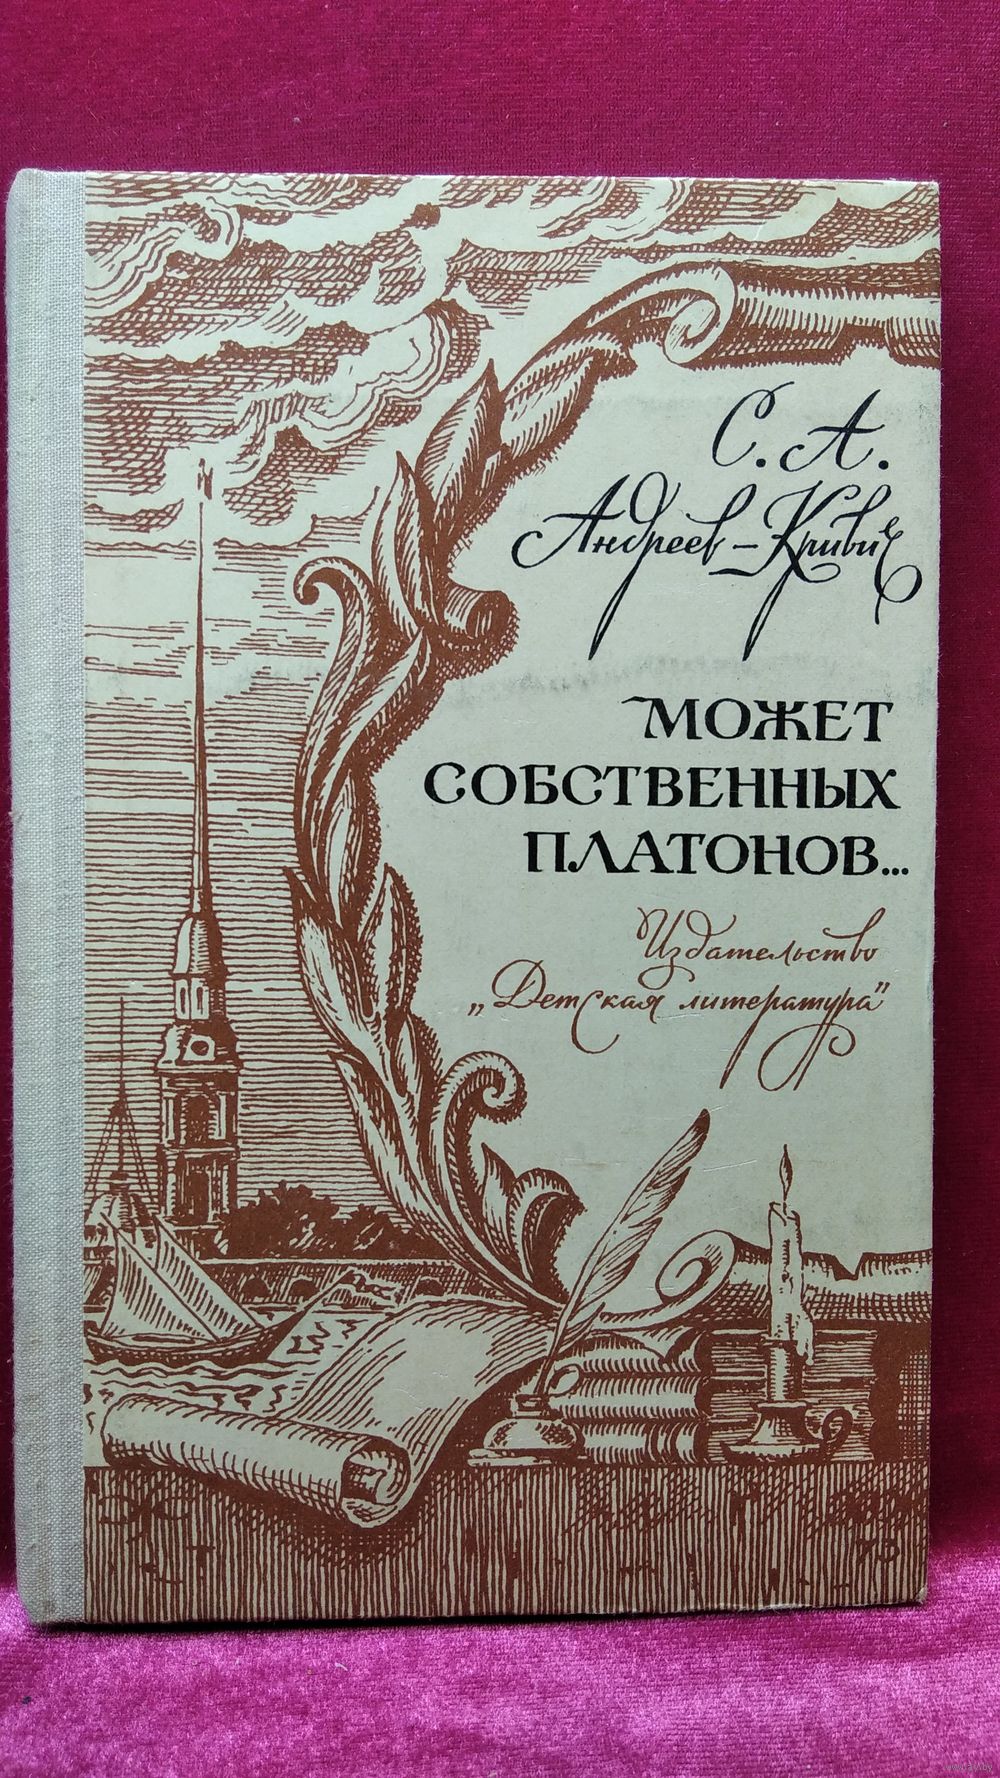 С. А.
Андреев-Кривич
МОЖЕТ
СОБСТВЕННЫХ
ПЛАТОНОВ...
Издательство
„Детская литература"